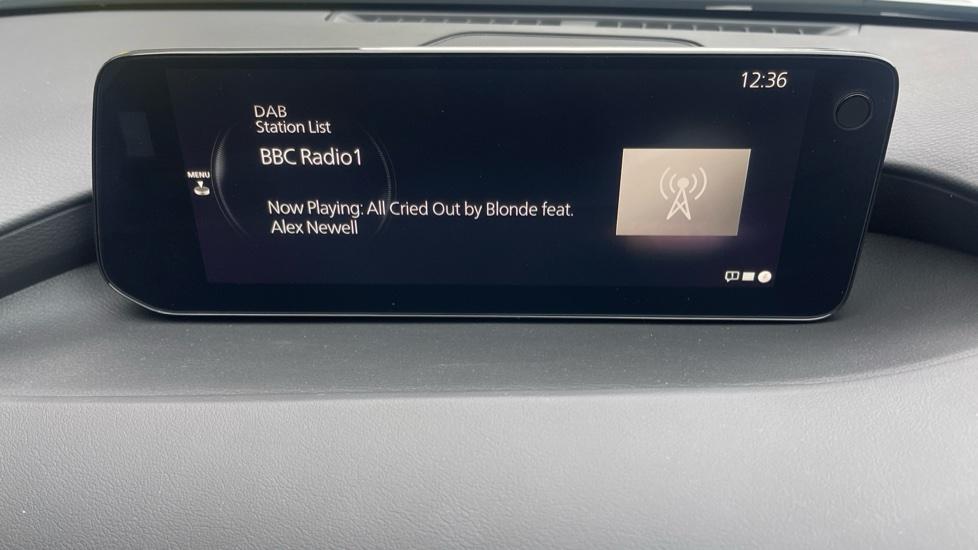 12:36
DAB
Station List
BBC Radio1
MENU
Now Playing: All Cried Out by Blonde feat.
Alex Newell